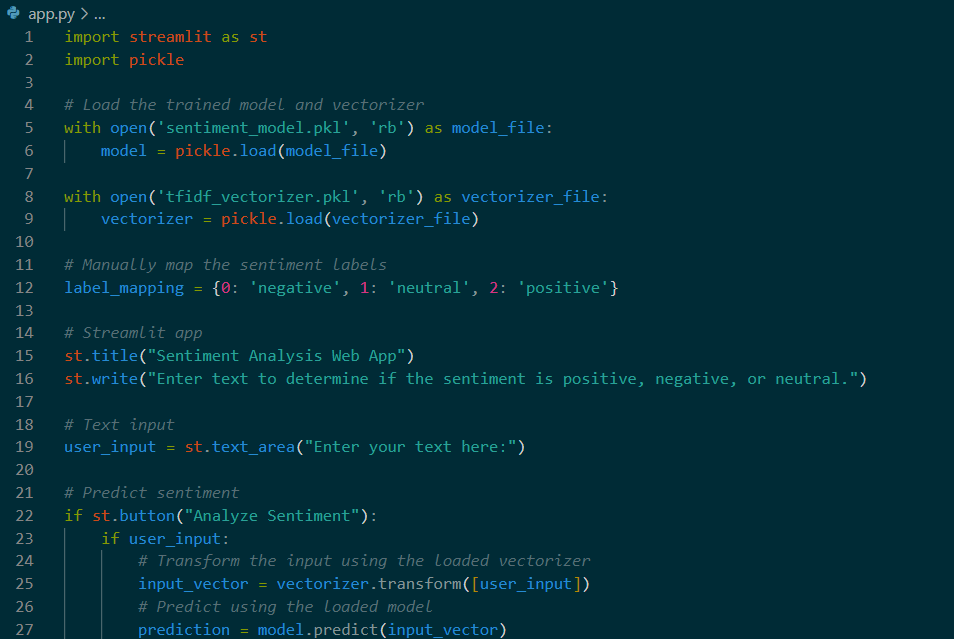 app.py > ...
1 import streamlit as st
2 import pickle
3
4 # Load the trained model and vectorizer
5 with open('sentiment_model.pkl', 'rb') as model_file:
6     model = pickle.load(model_file)
7
8 with open('tfidf_vectorizer.pkl', 'rb') as vectorizer_file:
9     vectorizer = pickle.load(vectorizer_file)
10
11 # Manually map the sentiment labels
12 label_mapping = {0: 'negative', 1: 'neutral', 2: 'positive'}
13
14 # Streamlit app
15 st.title("Sentiment Analysis Web App")
16 st.write("Enter text to determine if the sentiment is positive, negative, or neutral.")
17
18 # Text input
19 user_input = st.text_area("Enter your text here:")
20
21 # Predict sentiment
22 if st.button("Analyze Sentiment"):
23     if user_input:
24         # Transform the input using the loaded vectorizer
25         input_vector = vectorizer.transform([user_input])
26         # Predict using the loaded model
27         prediction = model.predict(input_vector)